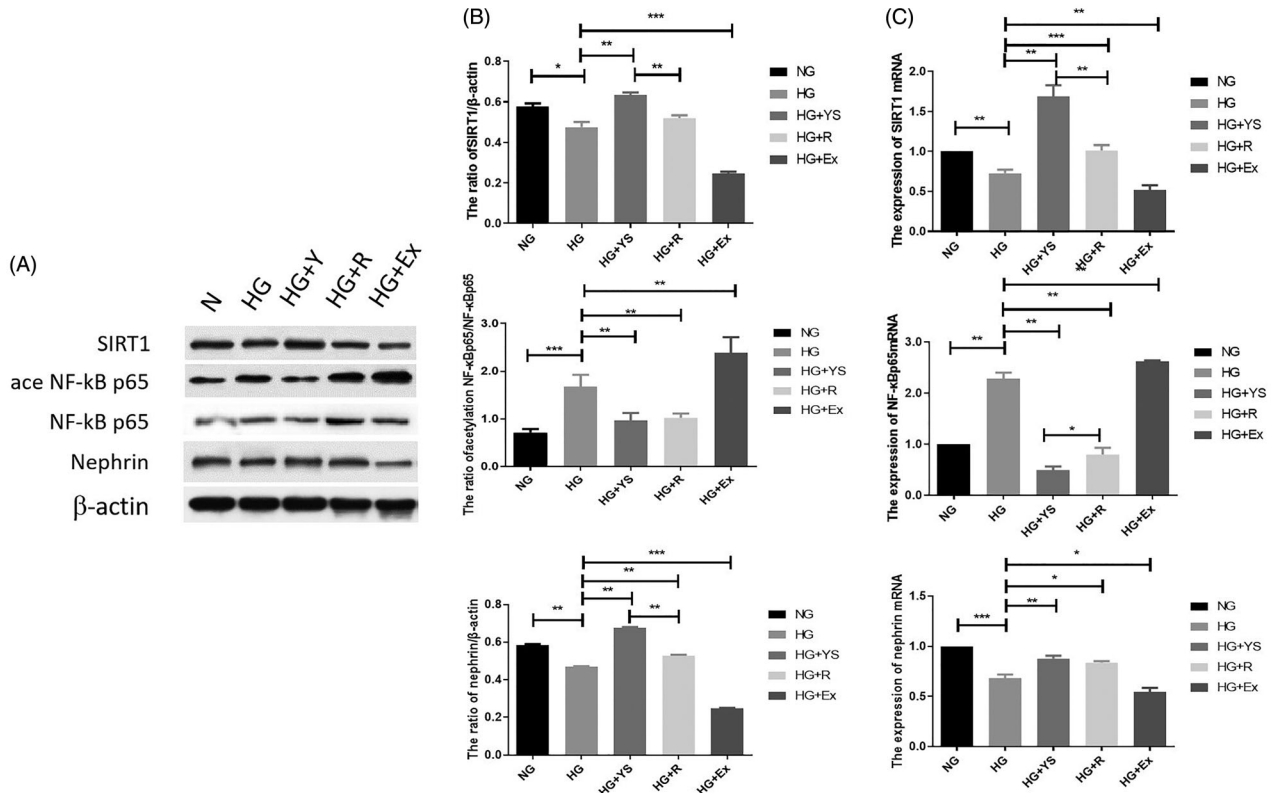 (A)
N HG HG+Y HG+R HG+Ex
SIRT1
ace NF-kB p65
NF-kB p65
Nephrin
β-actin
(B)
The ratio ofSIRT1/β-actin
0.8
0.6
0.4
0.2
0.0
* ** ** ***
NG HG HG+YS HG+R HG+Ex
NG
HG
HG+YS
HG+R
HG+Ex
The ratio ofacetylation NF-κBp65/NF-κBp65
3.0
2.0
1.0
0.0
*** ** ** **
NG HG HG+YS HG+R HG+Ex
NG
HG
HG+YS
HG+R
HG+Ex
The ratio of nephrin/β-actin
0.8
0.6
0.4
0.2
0.0
** ** ** ** ***
NG HG HG+YS HG+R HG+Ex
NG
HG
HG+YS
HG+R
HG+Ex
(C)
The expression of SIRT1 mRNA
2.0
1.5
1.0
0.5
0.0
** ** ** *** **
NG HG HG+YS HG+R HG+Ex
NG
HG
HG+YS
HG+R
HG+Ex
The expression of NF-κBp65mRNA
3.0
2.0
1.0
0.0
** ** * **
NG HG HG+YS HG+R HG+Ex
NG
HG
HG+YS
HG+R
HG+Ex
The expression of nephrin mRNA
1.5
1.0
0.5
0.0
*** ** * *
NG HG HG+YS HG+R HG+Ex
NG
HG
HG+YS
HG+R
HG+Ex